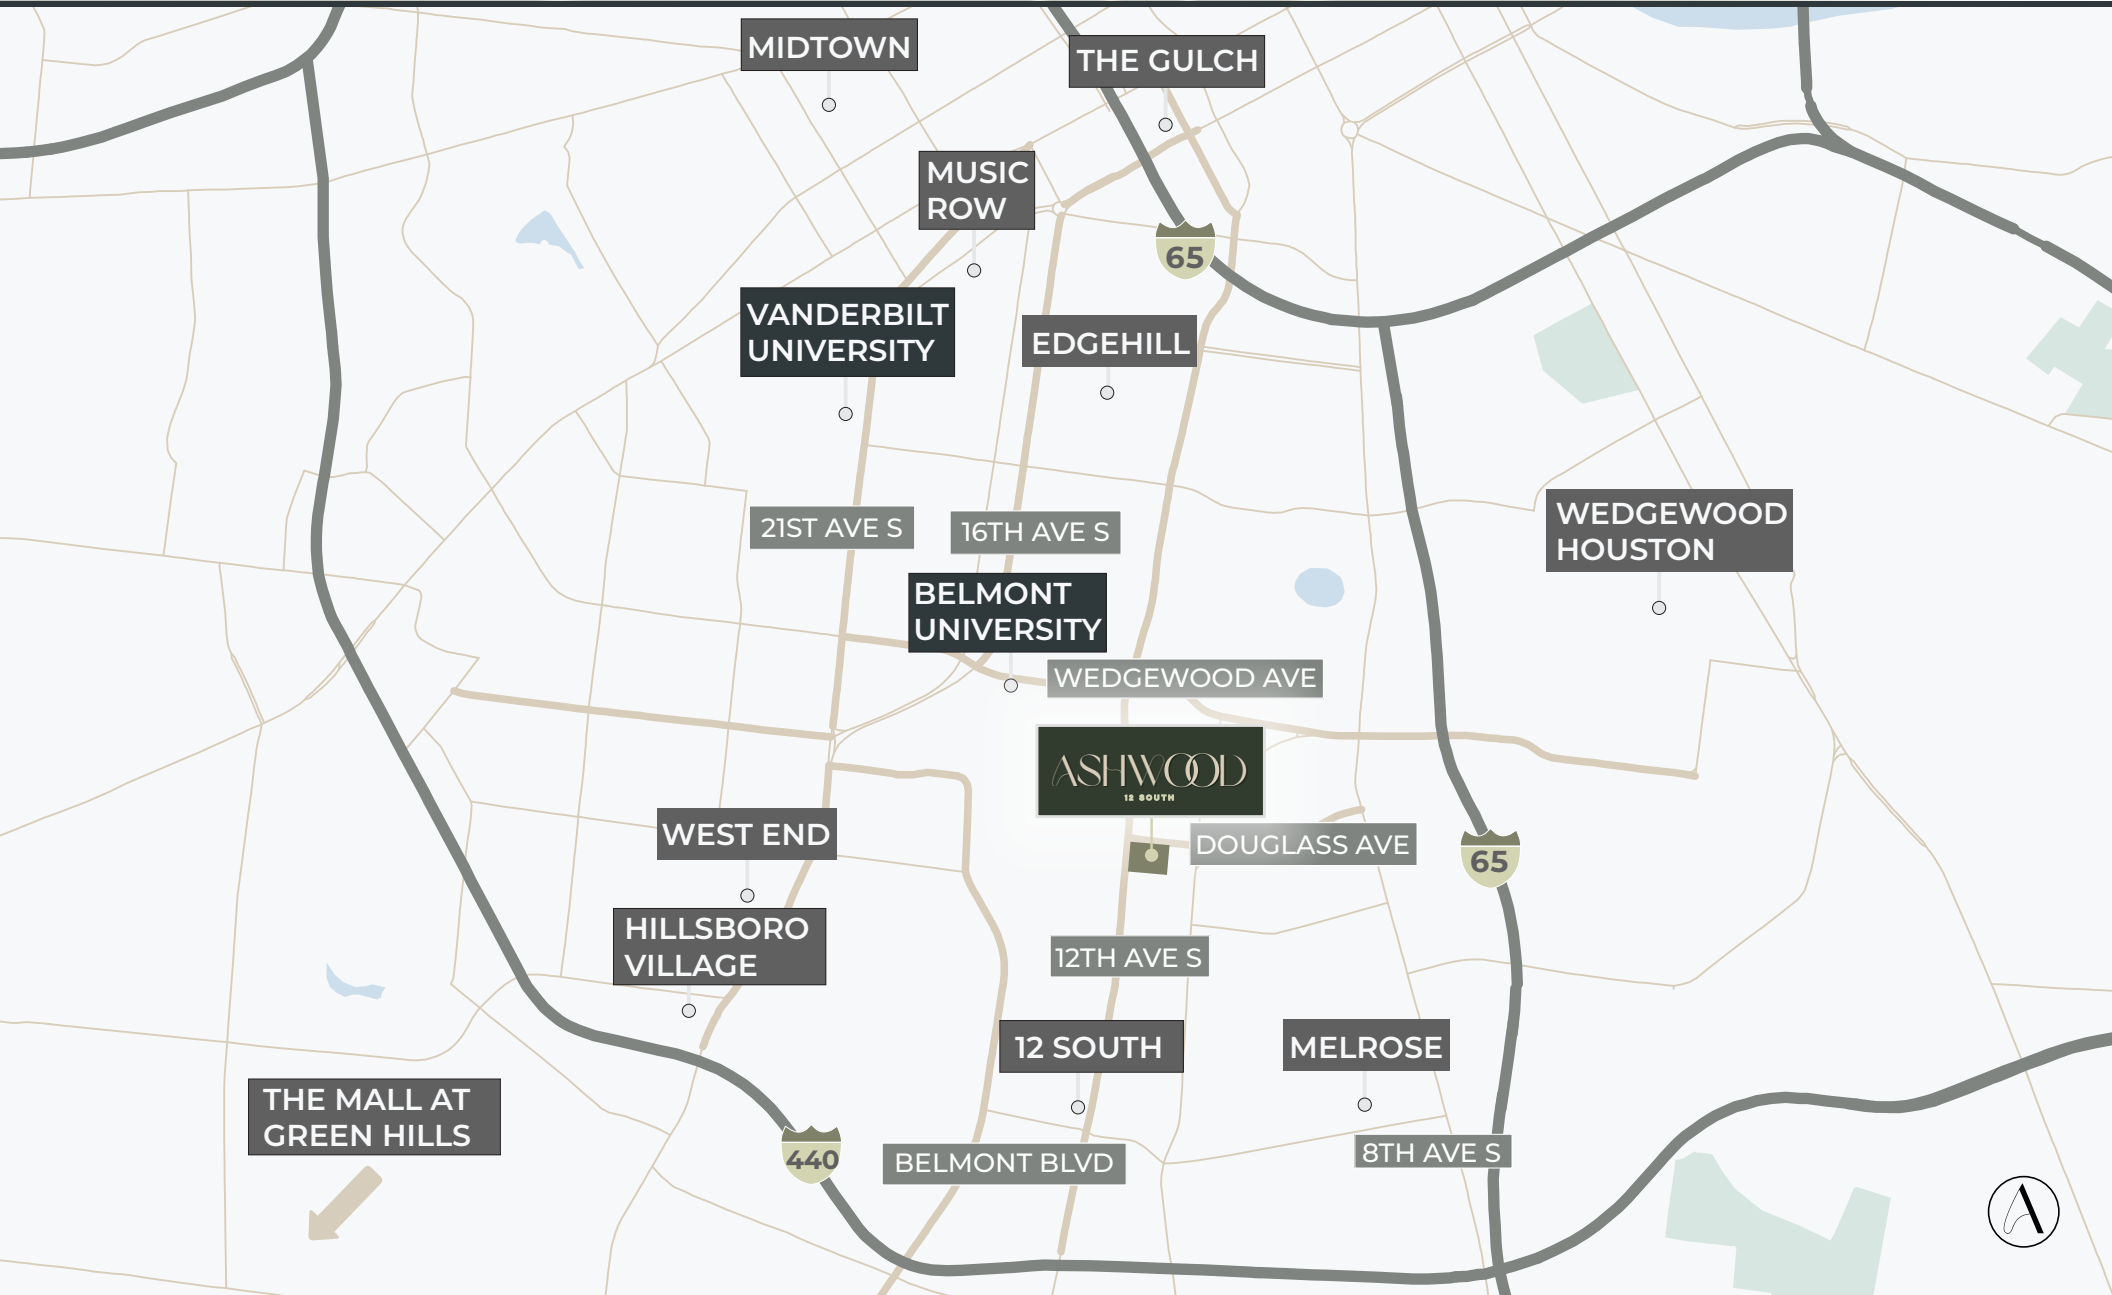 MIDTOWN
THE GULCH
MUSIC
ROW
65
VANDERBILT
UNIVERSITY
EDGEHILL
21ST AVE S
16TH AVE S
WEDGEWOOD
HOUSTON
BELMONT
UNIVERSITY
WEDGEWOOD AVE
ASHWOOD
12 SOUTH
WEST END
DOUGLASS AVE
65
HILLSBORO
VILLAGE
12TH AVE S
12 SOUTH
MELROSE
THE MALL AT
GREEN HILLS
440
BELMONT BLVD
8TH AVE S
A